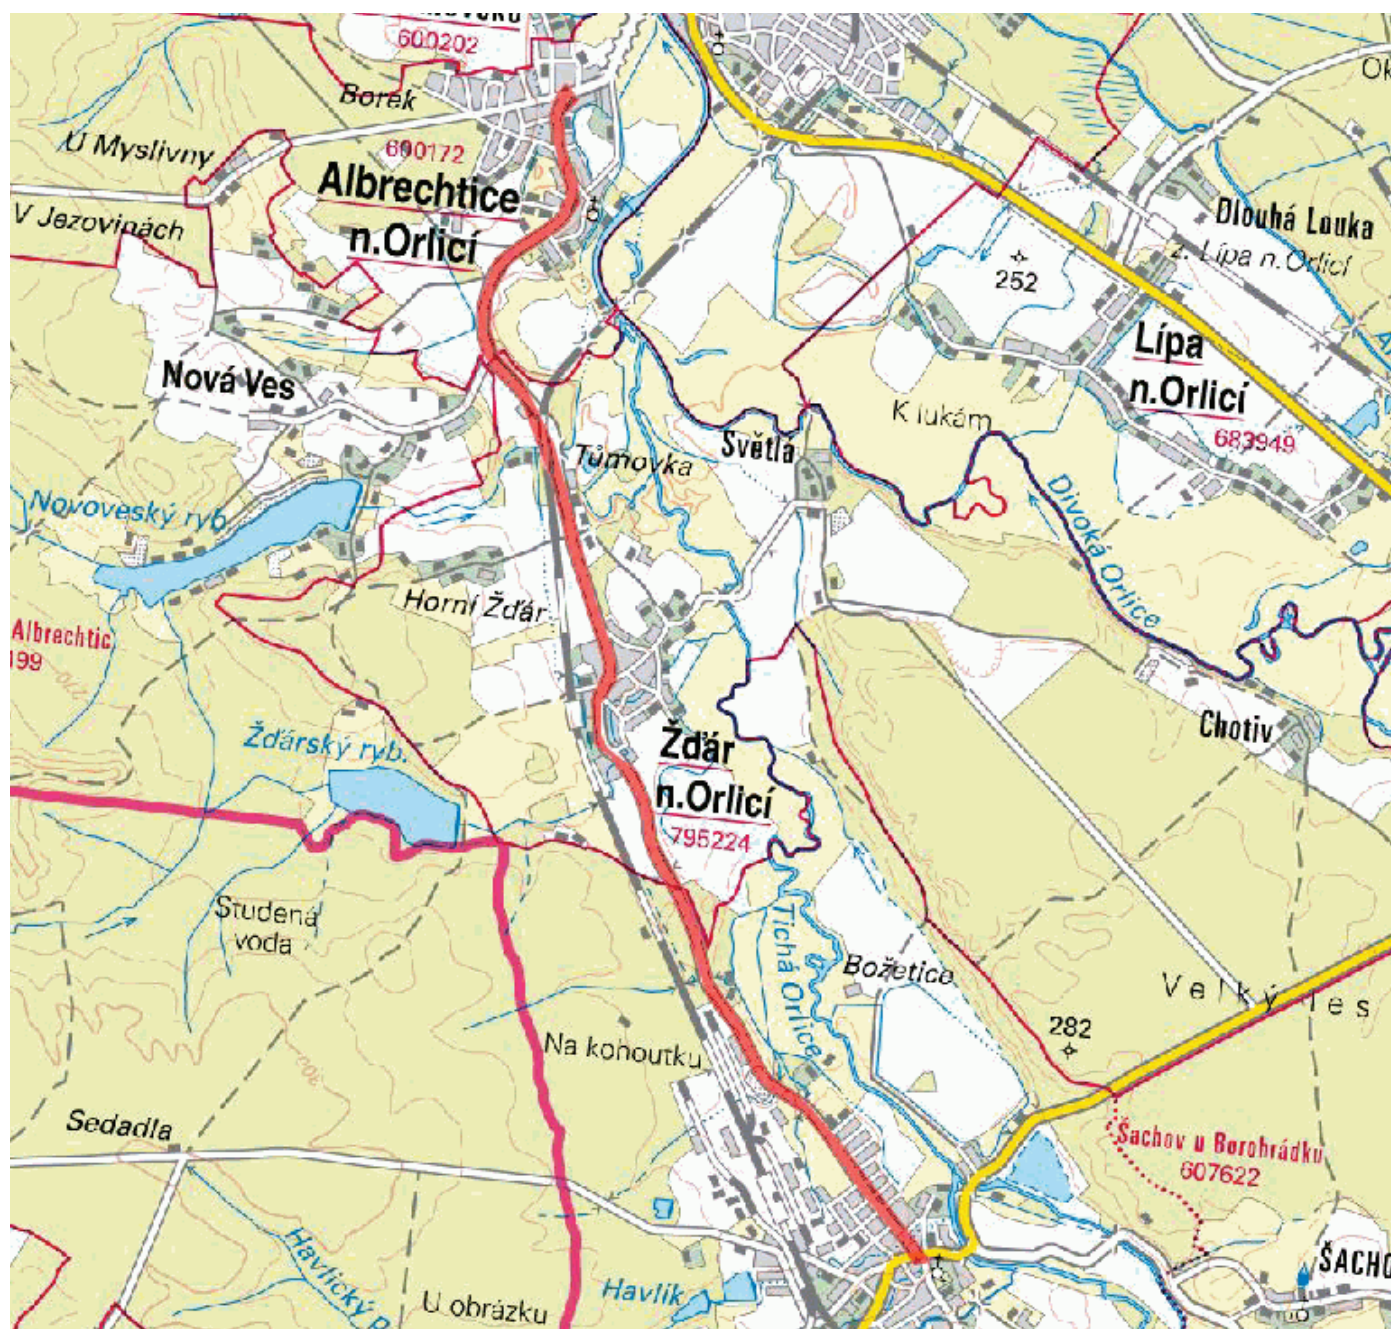 600202
Borek
U Myslivny
600172
Albrechtice
n.Orlicí
V Jezovinách
Dlouhá Louka
z. Lípa n.Orlicí
252
Lípa
n.Orlicí
683949
Nová Ves
K lukám
Světlá
Tůmovka
Novoveský ryb.
Divoká Orlice
Horní Žďár
Albrechtic
199
Chotiv
Žďárský ryb.
Žďár
n.Orlicí
795224
Studená
voda
Tichá Orlice
Božetice
Velký les
282
Na kohoutku
Sedadla
Šachov u Borohrádku
607622
Havlický
U obrázku
Havlík
ŠACHO